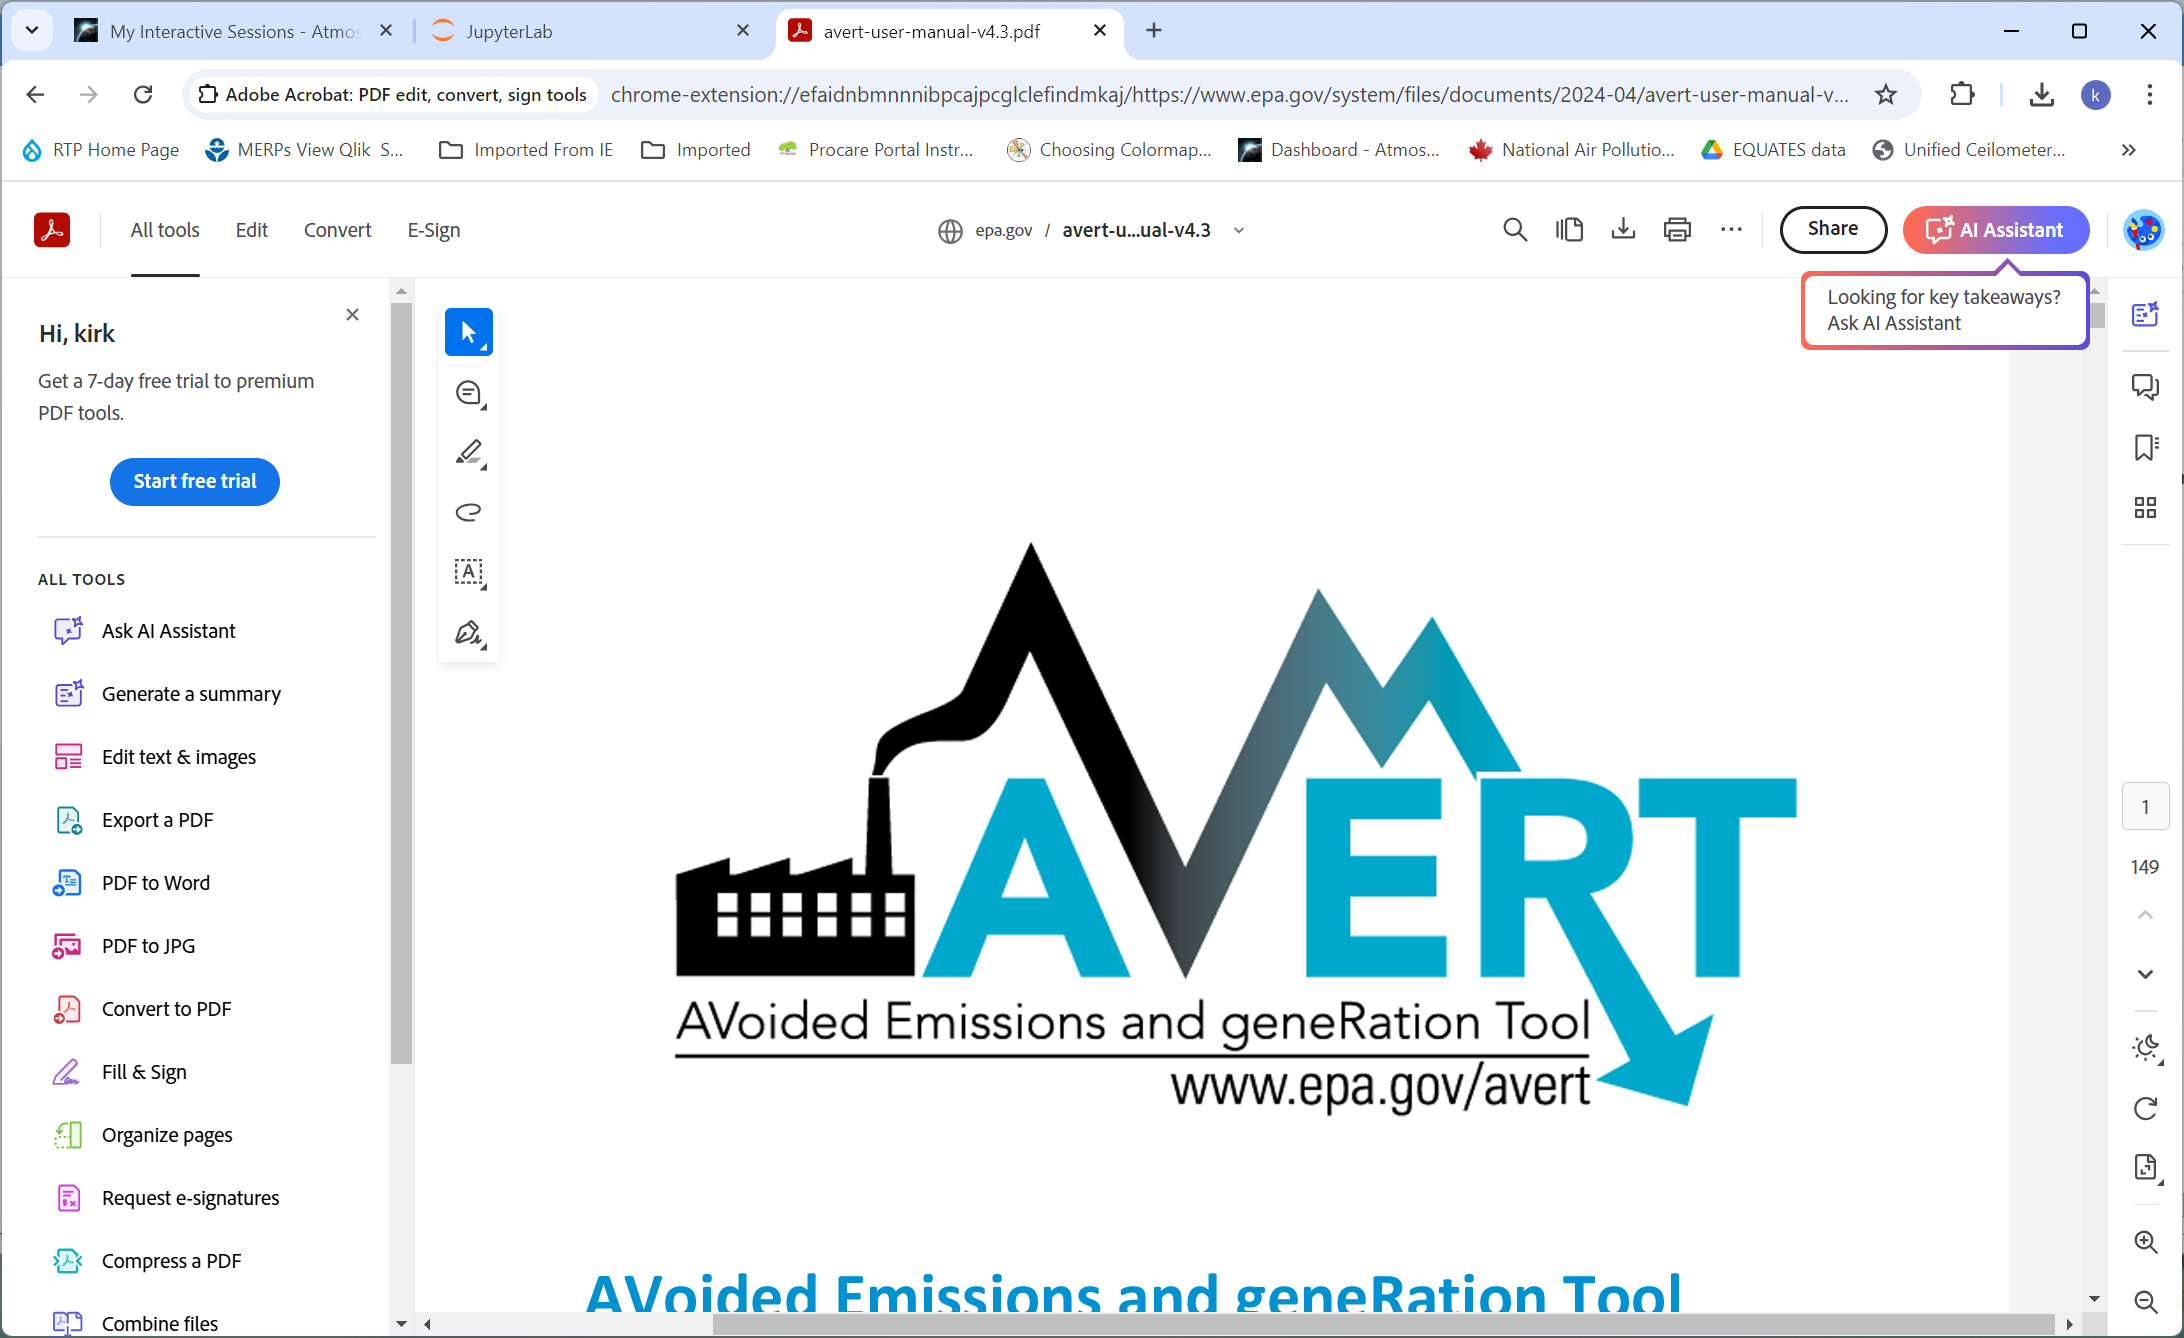 My Interactive Sessions - Atmos
JupyterLab
avert-user-manual-v4.3.pdf
Adobe Acrobat: PDF edit, convert, sign tools
chrome-extension://efaidnbmnnnibpcajpcglclefindmkaj/https://www.epa.gov/system/files/documents/2024-04/avert-user-manual-v...
k
RTP Home Page
MERPs View Qlik S...
Imported From IE
Imported
Procare Portal Instr...
Choosing Colormap...
Dashboard - Atmos...
National Air Pollutio...
EQUATES data
Unified Ceilometer...
All tools
Edit
Convert
E-Sign
epa.gov / avert-u...ual-v4.3
Share
AI Assistant
Looking for key takeaways?
Ask AI Assistant
Hi, kirk
Get a 7-day free trial to premium
PDF tools.
Start free trial
ALL TOOLS
Ask AI Assistant
Generate a summary
Edit text & images
Export a PDF
PDF to Word
PDF to JPG
Convert to PDF
Fill & Sign
Organize pages
Request e-signatures
Compress a PDF
Combine files
AVERT
AVoided Emissions and geneRation Tool
www.epa.gov/avert
AVoided Emissions and geneRation Tool
1
149